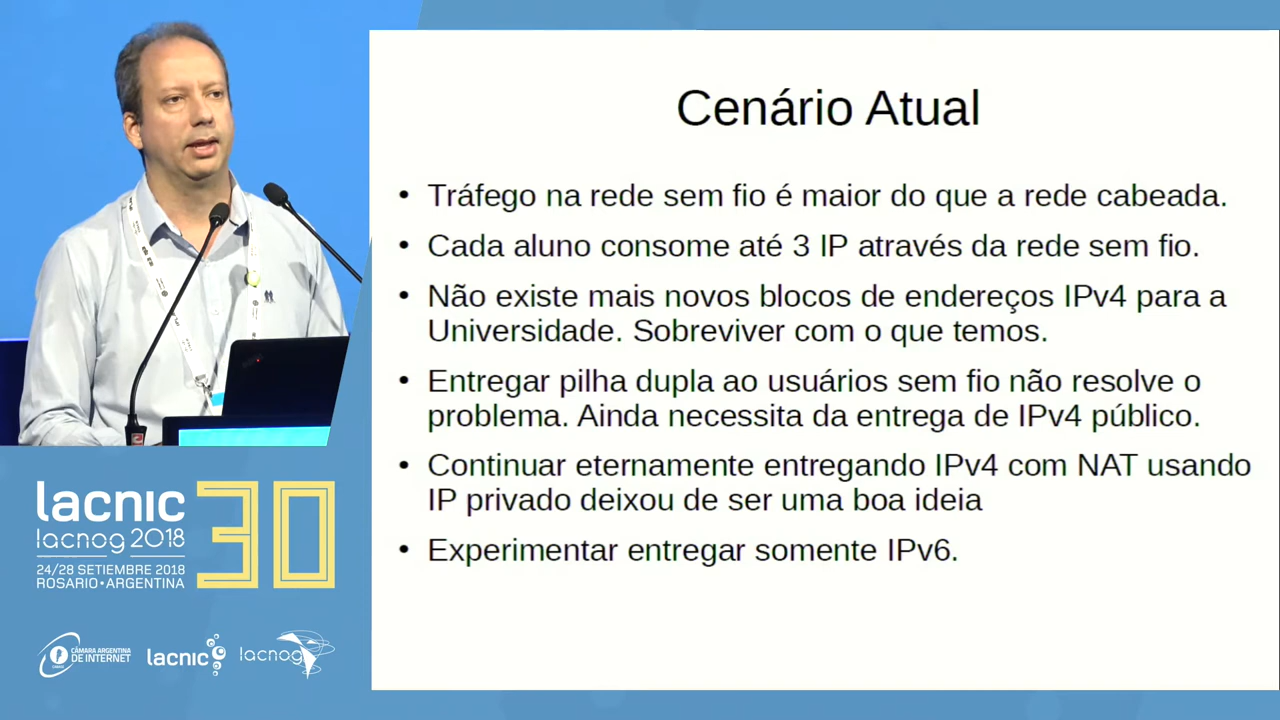 Cenário Atual
• Tráfego na rede sem fio é maior do que a rede cabeada.
• Cada aluno consome até 3 IP através da rede sem fio.
• Não existe mais novos blocos de endereços IPv4 para a
Universidade. Sobreviver com o que temos.
• Entregar pilha dupla ao usuários sem fio não resolve o
problema. Ainda necessita da entrega de IPv4 público.
• Continuar eternamente entregando IPv4 com NAT usando
IP privado deixou de ser uma boa ideia
• Experimentar entregar somente IPv6.
lacnic 30
lacnog 2018
24/28 SETIEMBRE 2018
ROSARIO•ARGENTINA
CÁMARA ARGENTINA
DE INTERNET
lacnic
lacnog